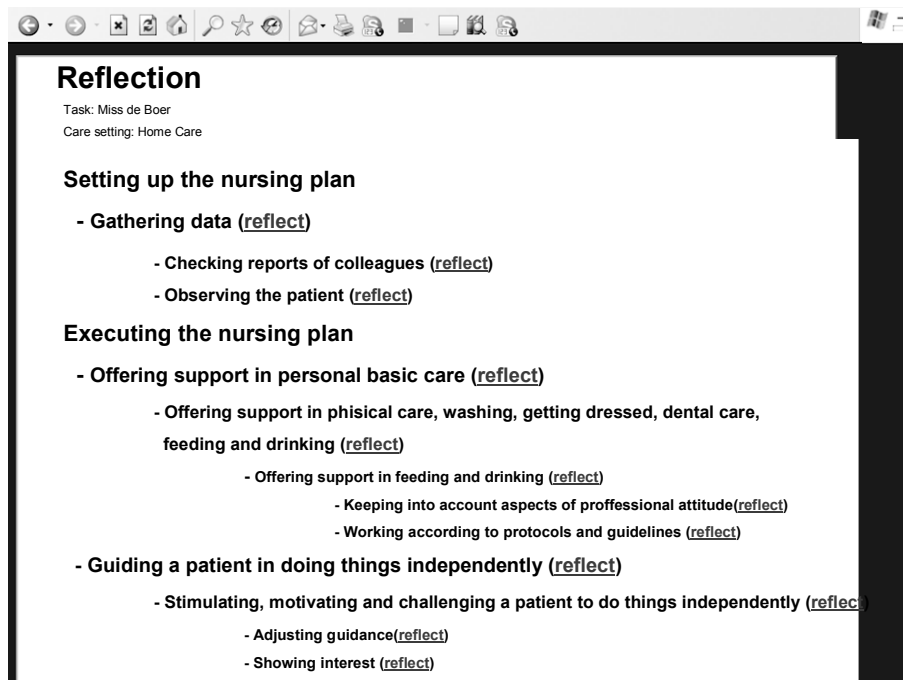 Reflection
Task: Miss de Boer
Care setting: Home Care
Setting up the nursing plan
- Gathering data (reflect)
- Checking reports of colleagues (reflect)
- Observing the patient (reflect)
Executing the nursing plan
- Offering support in personal basic care (reflect)
- Offering support in phisical care, washing, getting dressed, dental care,
feeding and drinking (reflect)
- Offering support in feeding and drinking (reflect)
- Keeping into account aspects of proffessional attitude(reflect)
- Working according to protocols and guidelines (reflect)
- Guiding a patient in doing things independently (reflect)
- Stimulating, motivating and challenging a patient to do things independently (reflect)
- Adjusting guidance(reflect)
- Showing interest (reflect)